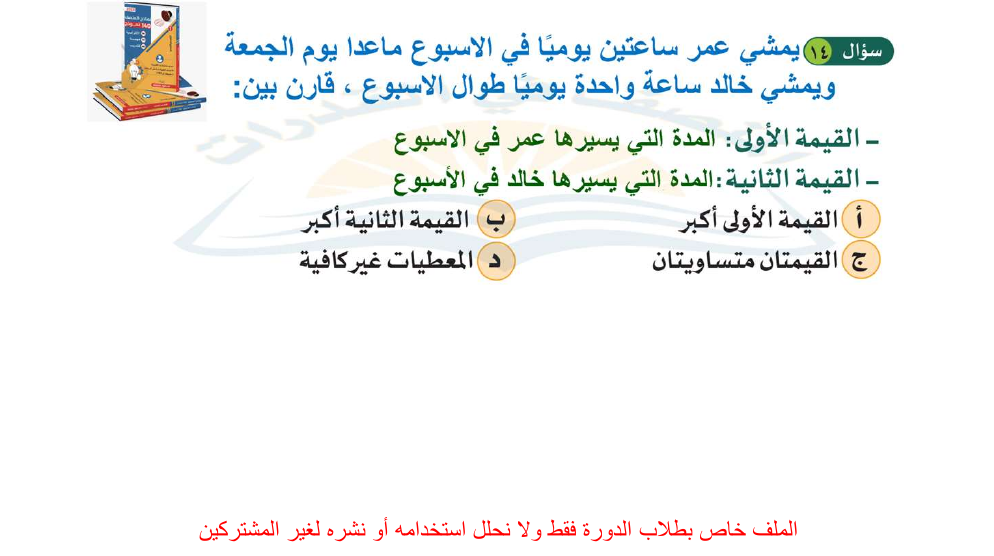 سؤال ١٤ يمشي عمر ساعتين يوميًا في الاسبوع ماعدا يوم الجمعة
ويمشي خالد ساعة واحدة يوميًا طوال الاسبوع ، قارن بين:
– القيمة الأولى: المدة التي يسيرها عمر في الاسبوع
– القيمة الثانية: المدة التي يسيرها خالد في الأسبوع
أ القيمة الأولى أكبر ب القيمة الثانية أكبر
ج القيمتان متساويتان د المعطيات غير كافية
الملف خاص بطلاب الدورة فقط ولا نحلل استخدامه أو نشره لغير المشتركين